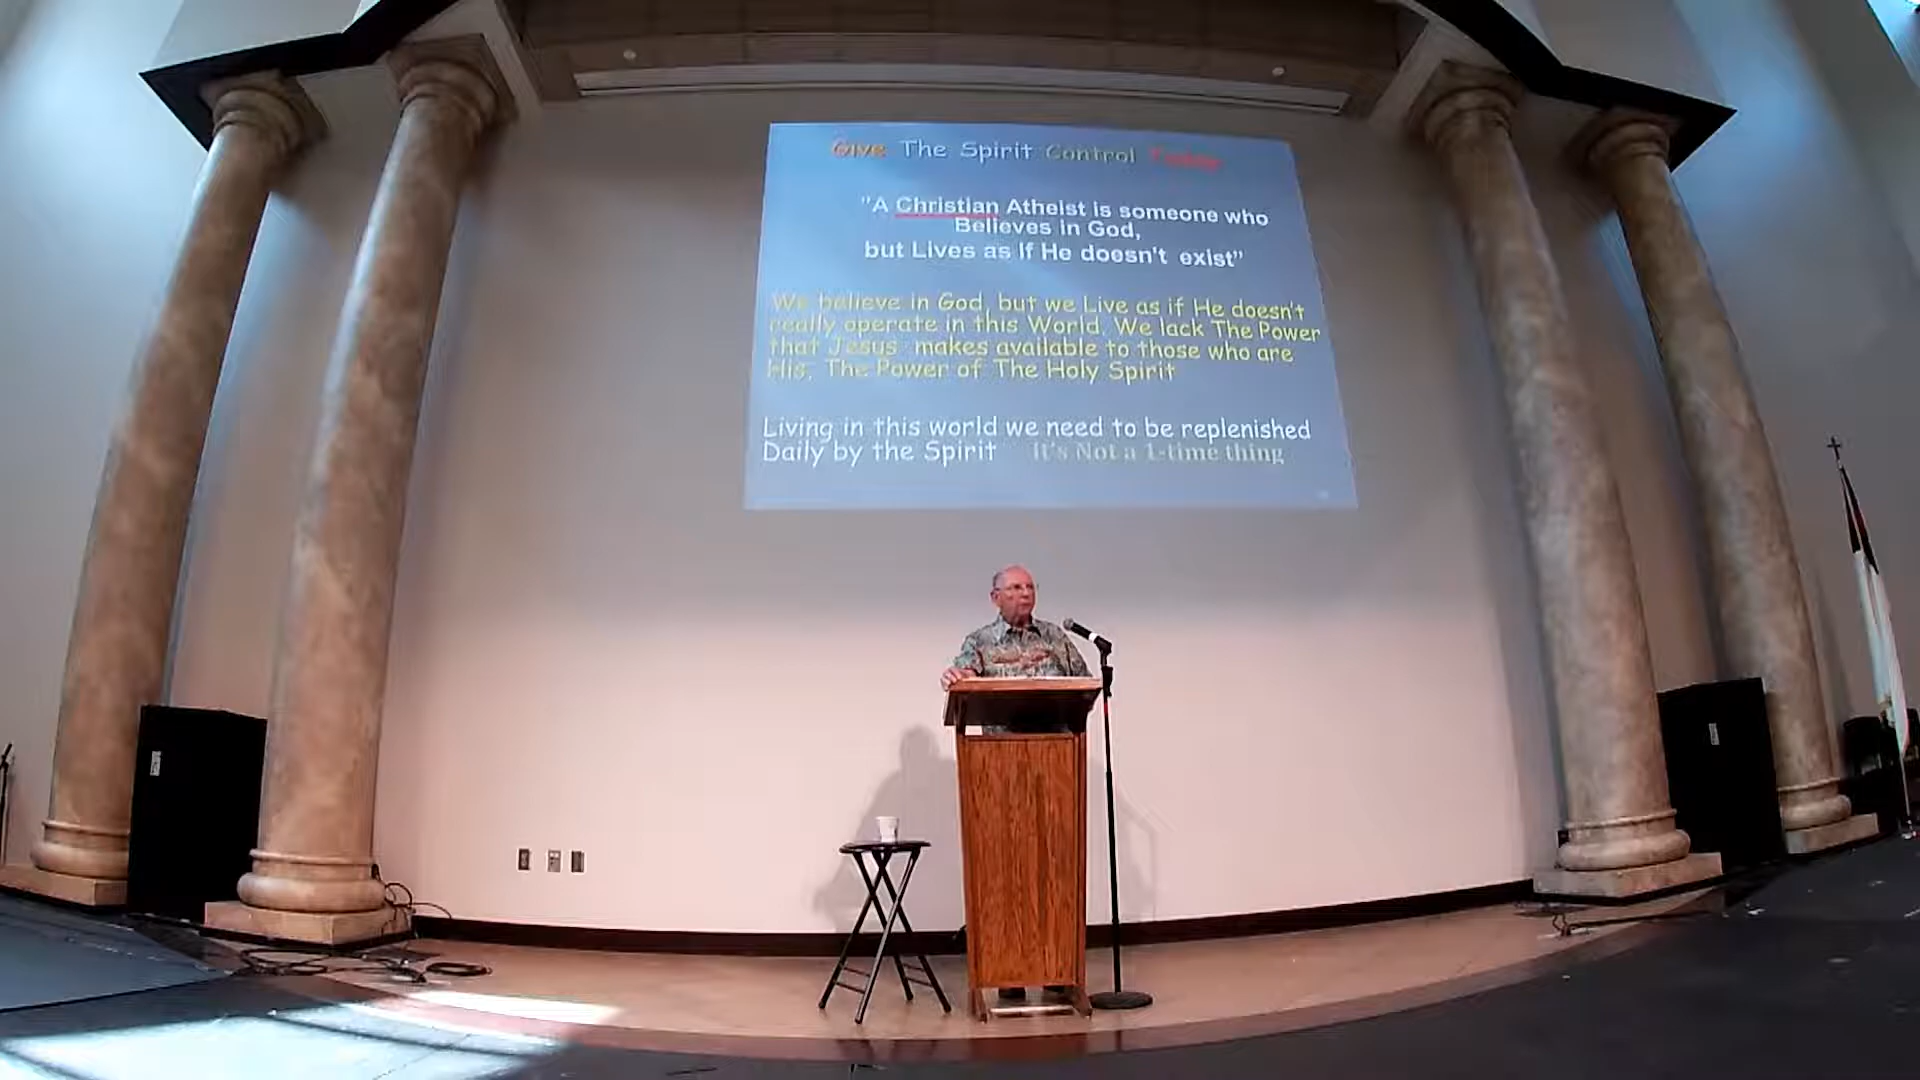 Give The Spirit Control Today
"A Christian Atheist is someone who
Believes in God,
but Lives as If He doesn't exist"
We believe in God, but we Live as if He doesn't
really operate in this World. We lack The Power
that Jesus makes available to those who are
His, The Power of The Holy Spirit
Living in this world we need to be replenished
Daily by the Spirit It's Not a 1-time thing